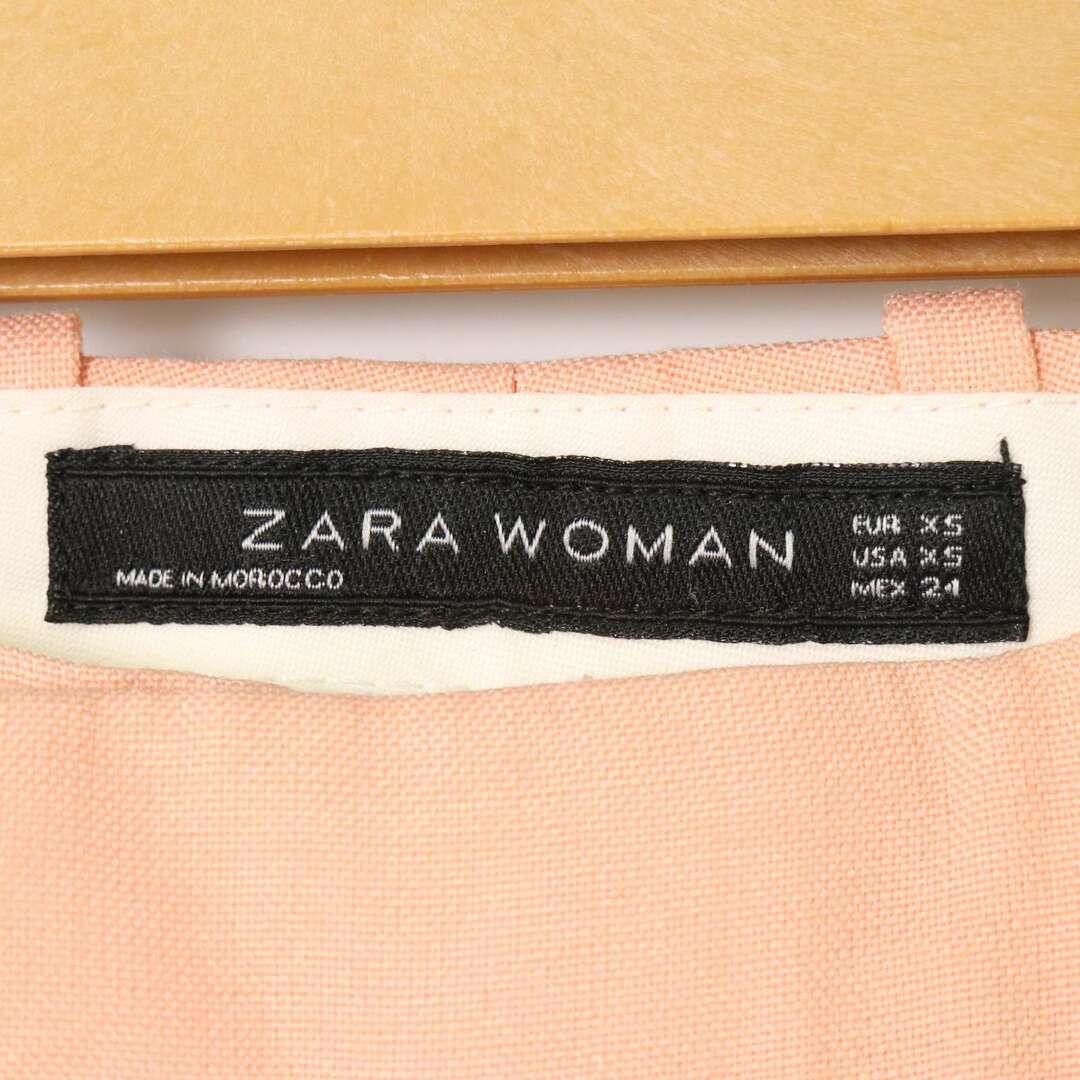 ZARA WOMAN
MADE IN MOROCCO
EUR XS
USA XS
MEX 24